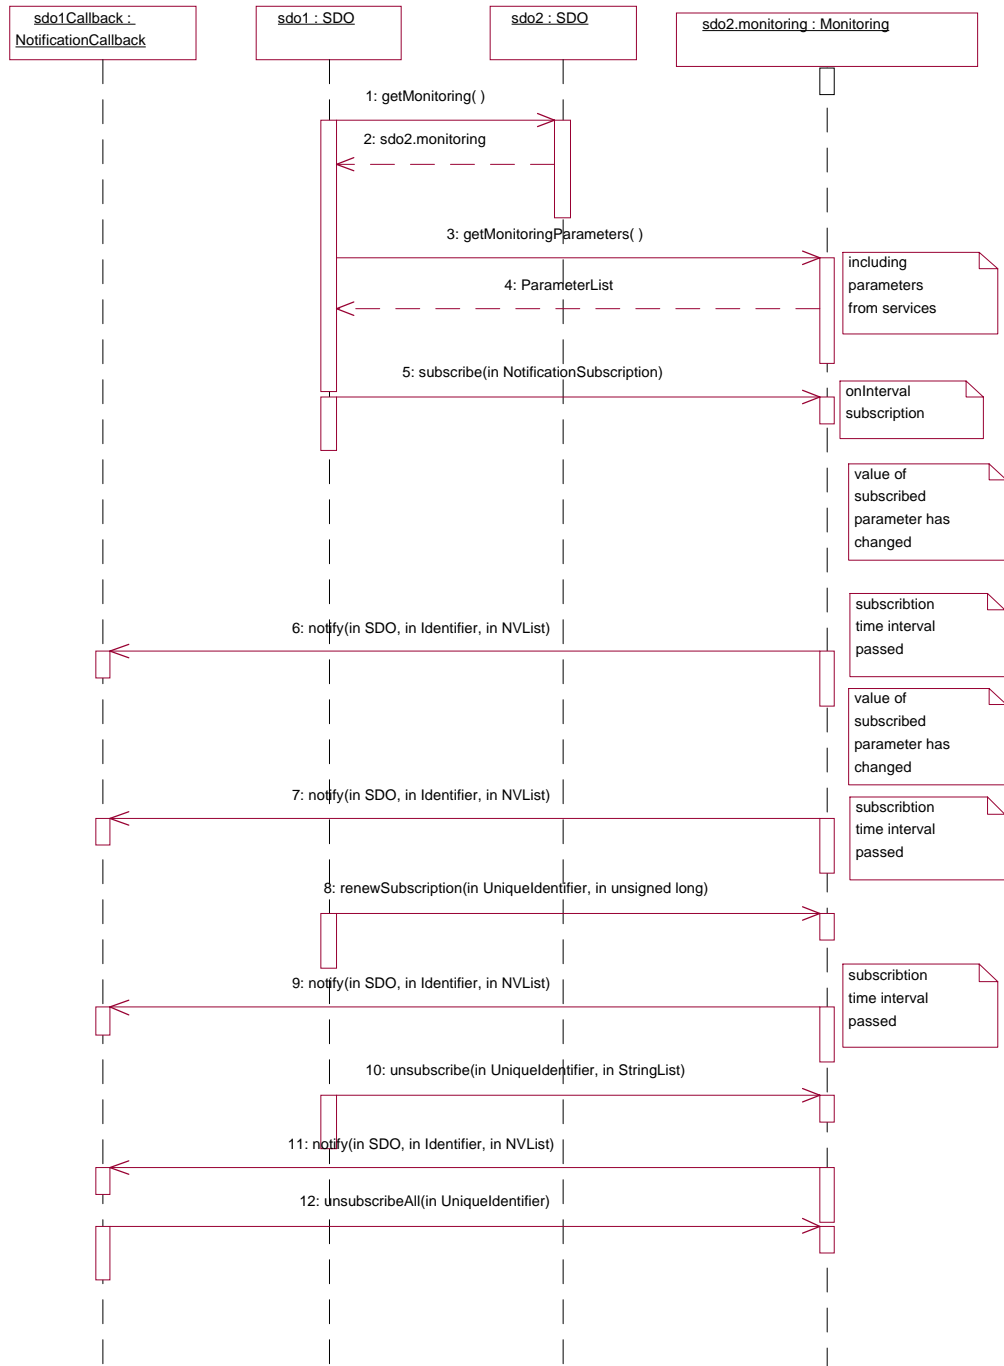 sdo1Callback :
NotificationCallback
sdo1 : SDO
sdo2 : SDO
sdo2.monitoring : Monitoring
1: getMonitoring( )
2: sdo2.monitoring
3: getMonitoringParameters( )
including
parameters
from services
4: ParameterList
5: subscribe(in NotificationSubscription)
onInterval
subscription
value of
subscribed
parameter has
changed
subscribtion
time interval
passed
6: notify(in SDO, in Identifier, in NVList)
value of
subscribed
parameter has
changed
7: notify(in SDO, in Identifier, in NVList)
subscribtion
time interval
passed
8: renewSubscription(in UniqueIdentifier, in unsigned long)
9: notify(in SDO, in Identifier, in NVList)
subscribtion
time interval
passed
10: unsubscribe(in UniqueIdentifier, in StringList)
11: notify(in SDO, in Identifier, in NVList)
12: unsubscribeAll(in UniqueIdentifier)